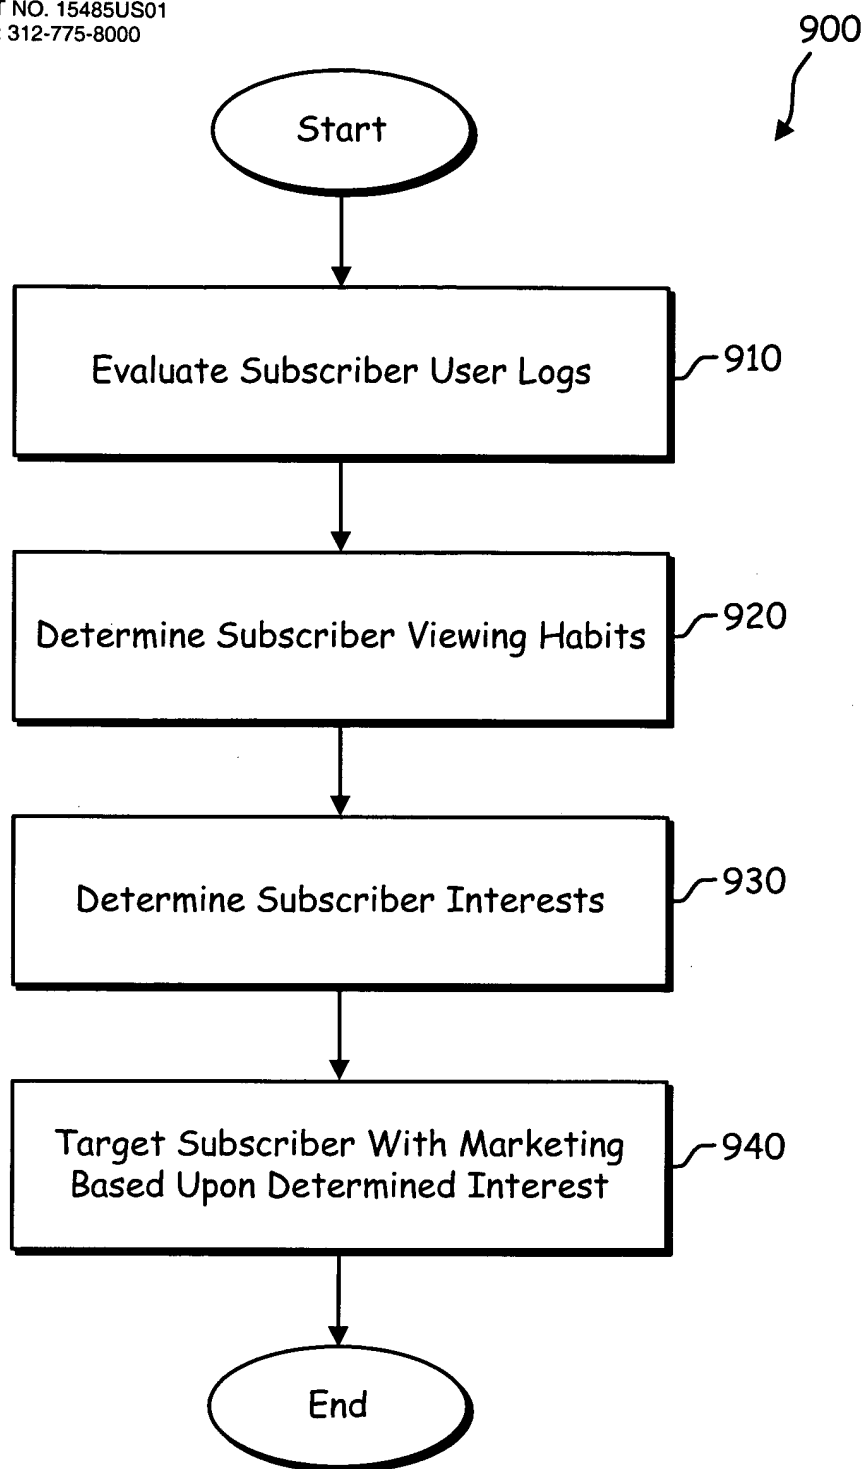 T NO. 15485US01
: 312-775-8000
900
Start
Evaluate Subscriber User Logs
910
Determine Subscriber Viewing Habits
920
Determine Subscriber Interests
930
Target Subscriber With Marketing
Based Upon Determined Interest
940
End